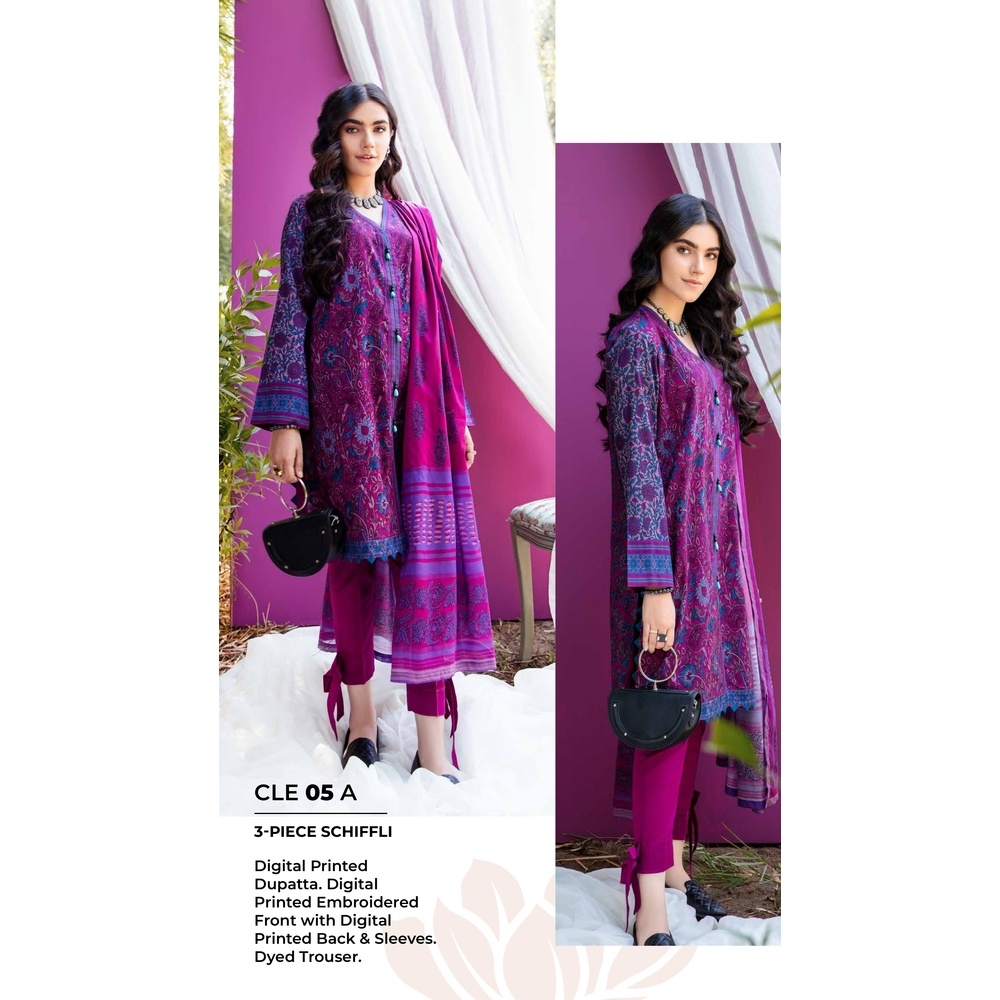 CLE 05 A
3-PIECE SCHIFFLI
Digital Printed
Dupatta. Digital
Printed Embroidered
Front with Digital
Printed Back & Sleeves.
Dyed Trouser.